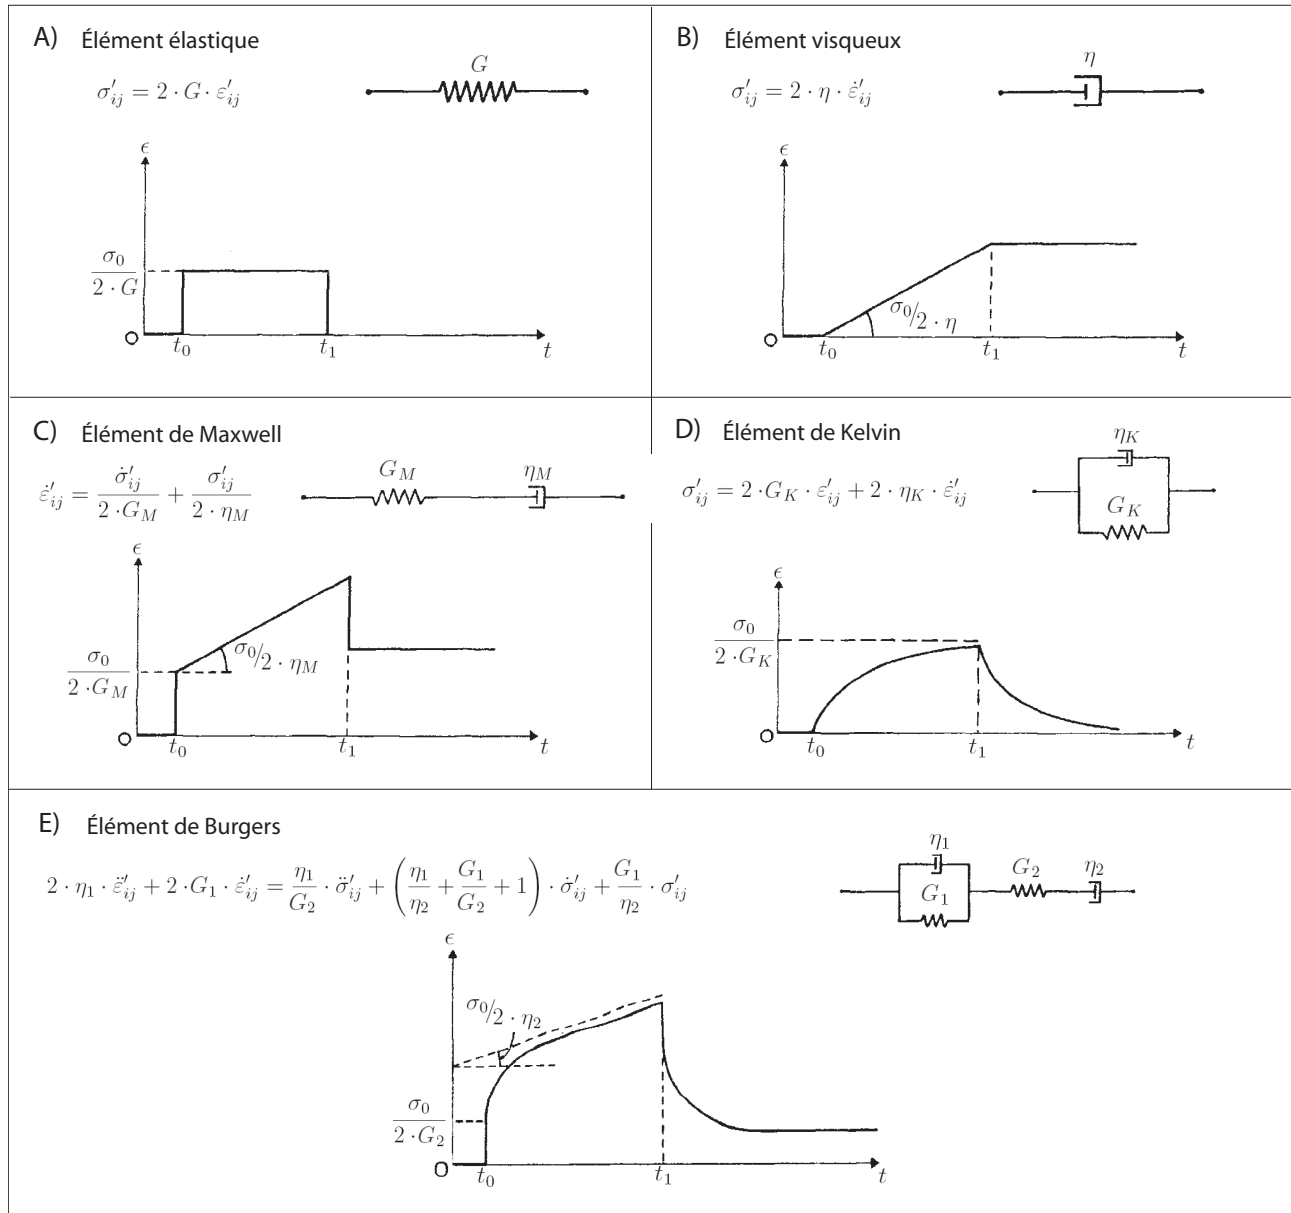 A) Élément élastique
σ′ij = 2 · G · ε′ij
G
ϵ
σ0 / 2 · G
O
t0
t1
t
B) Élément visqueux
σ′ij = 2 · η · ε̇′ij
η
ϵ
σ0/2 · η
O
t0
t1
t
C) Élément de Maxwell
ε̇′ij = σ̇′ij / 2 · GM + σ′ij / 2 · ηM
GM
ηM
ϵ
σ0/2 · ηM
σ0 / 2 · GM
O
t0
t1
t
D) Élément de Kelvin
σ′ij = 2 · GK · ε′ij + 2 · ηK · ε̇′ij
ηK
GK
ϵ
σ0 / 2 · GK
O
t0
t1
t
E) Élément de Burgers
2 · η1 · ε̈′ij + 2 · G1 · ε̇′ij = η1/G2 · σ̈′ij + (η1/η2 + G1/G2 + 1) · σ̇′ij + G1/η2 · σ′ij
η1
G1
G2
η2
ϵ
σ0/2 · η2
σ0 / 2 · G2
O
t0
t1
t